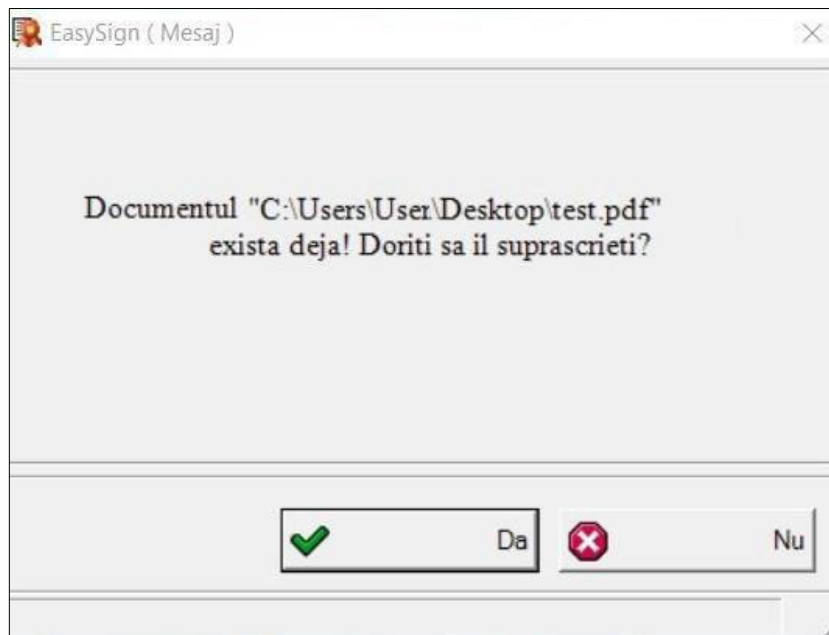 EasySign ( Mesaj )
Documentul "C:\Users\User\Desktop\test.pdf"
exista deja! Doriti sa il suprascrieti?
Da
Nu